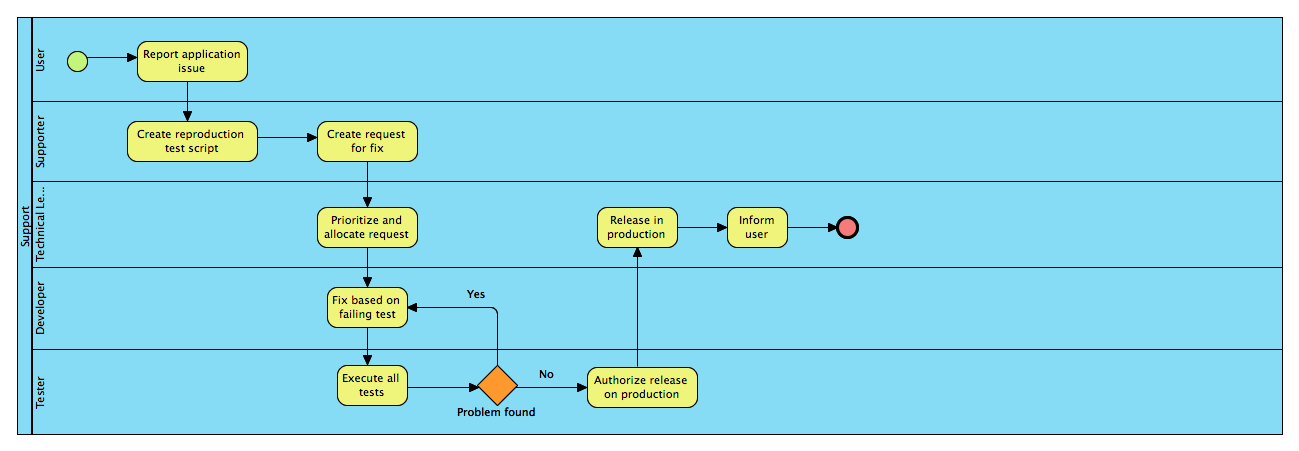 Support
User
Report application
issue
Supporter
Create reproduction
test script
Create request
for fix
Technical Le...
Prioritize and
allocate request
Release in
production
Inform
user
Developer
Fix based on
failing test
Yes
Tester
Execute all
tests
Problem found
No
Authorize release
on production